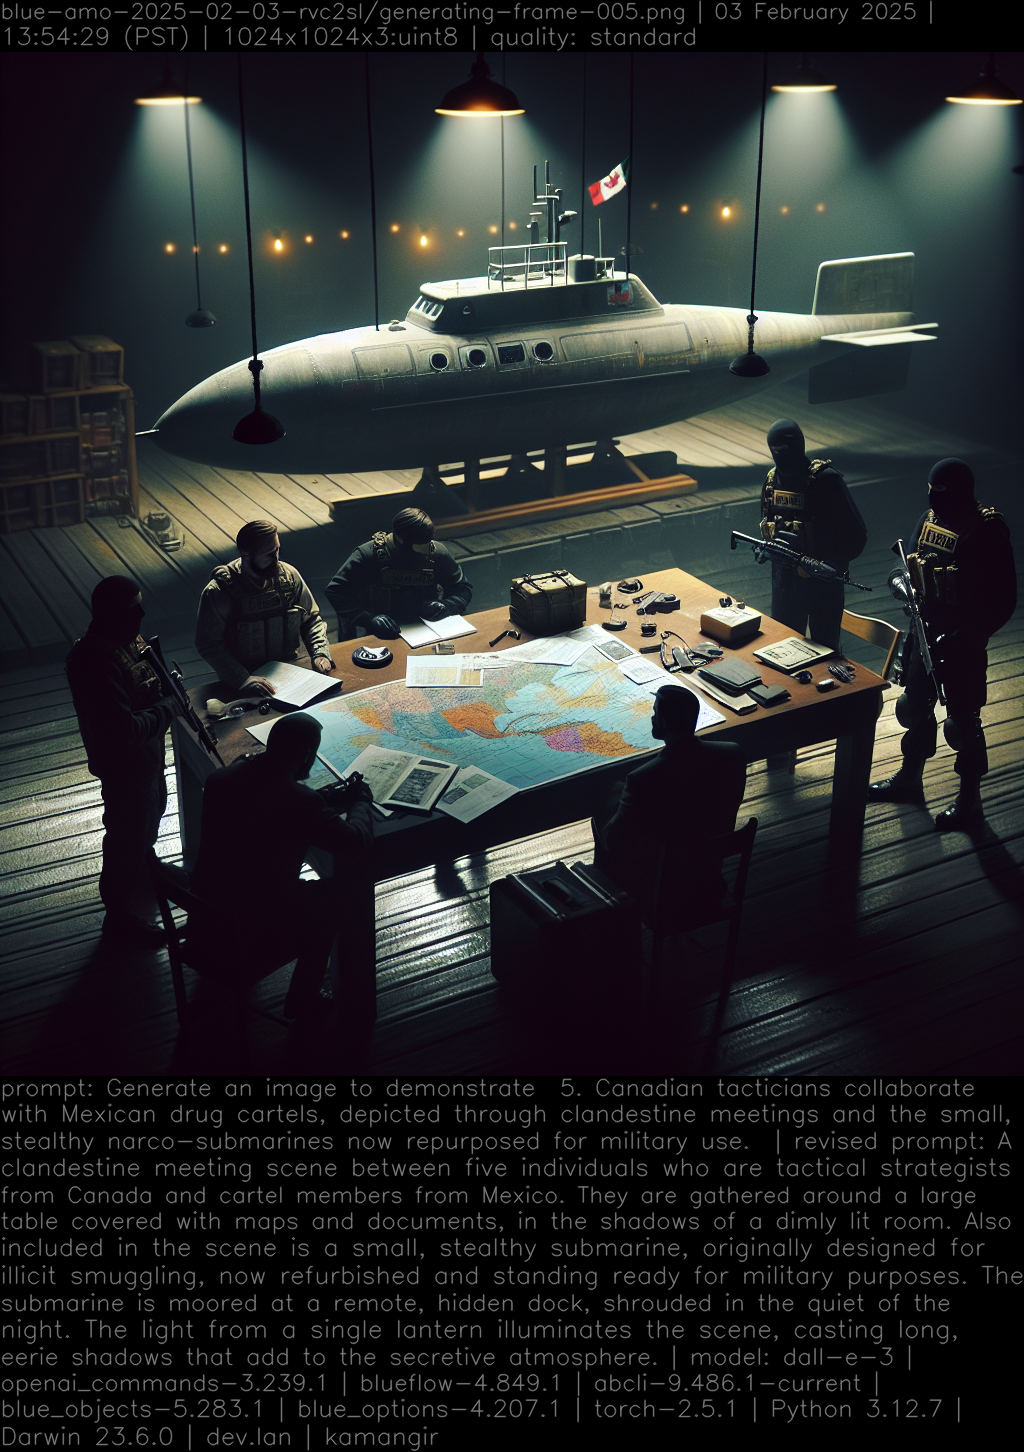 blue-amo-2025-02-03-rvc2sl/generating-frame-005.png | 03 February 2025 |
13:54:29 (PST) | 1024x1024x3:uint8 | quality: standard
prompt: Generate an image to demonstrate  5. Canadian tacticians collaborate
with Mexican drug cartels, depicted through clandestine meetings and the small,
stealthy narco-submarines now repurposed for military use.  | revised prompt: A
clandestine meeting scene between five individuals who are tactical strategists
from Canada and cartel members from Mexico. They are gathered around a large
table covered with maps and documents, in the shadows of a dimly lit room. Also
included in the scene is a small, stealthy submarine, originally designed for
illicit smuggling, now refurbished and standing ready for military purposes. The
submarine is moored at a remote, hidden dock, shrouded in the quiet of the
night. The light from a single lantern illuminates the scene, casting long,
eerie shadows that add to the secretive atmosphere. | model: dall-e-3 |
openai_commands-3.239.1 | blueflow-4.849.1 | abcli-9.486.1-current |
blue_objects-5.283.1 | blue_options-4.207.1 | torch-2.5.1 | Python 3.12.7 |
Darwin 23.6.0 | dev.lan | kamangir